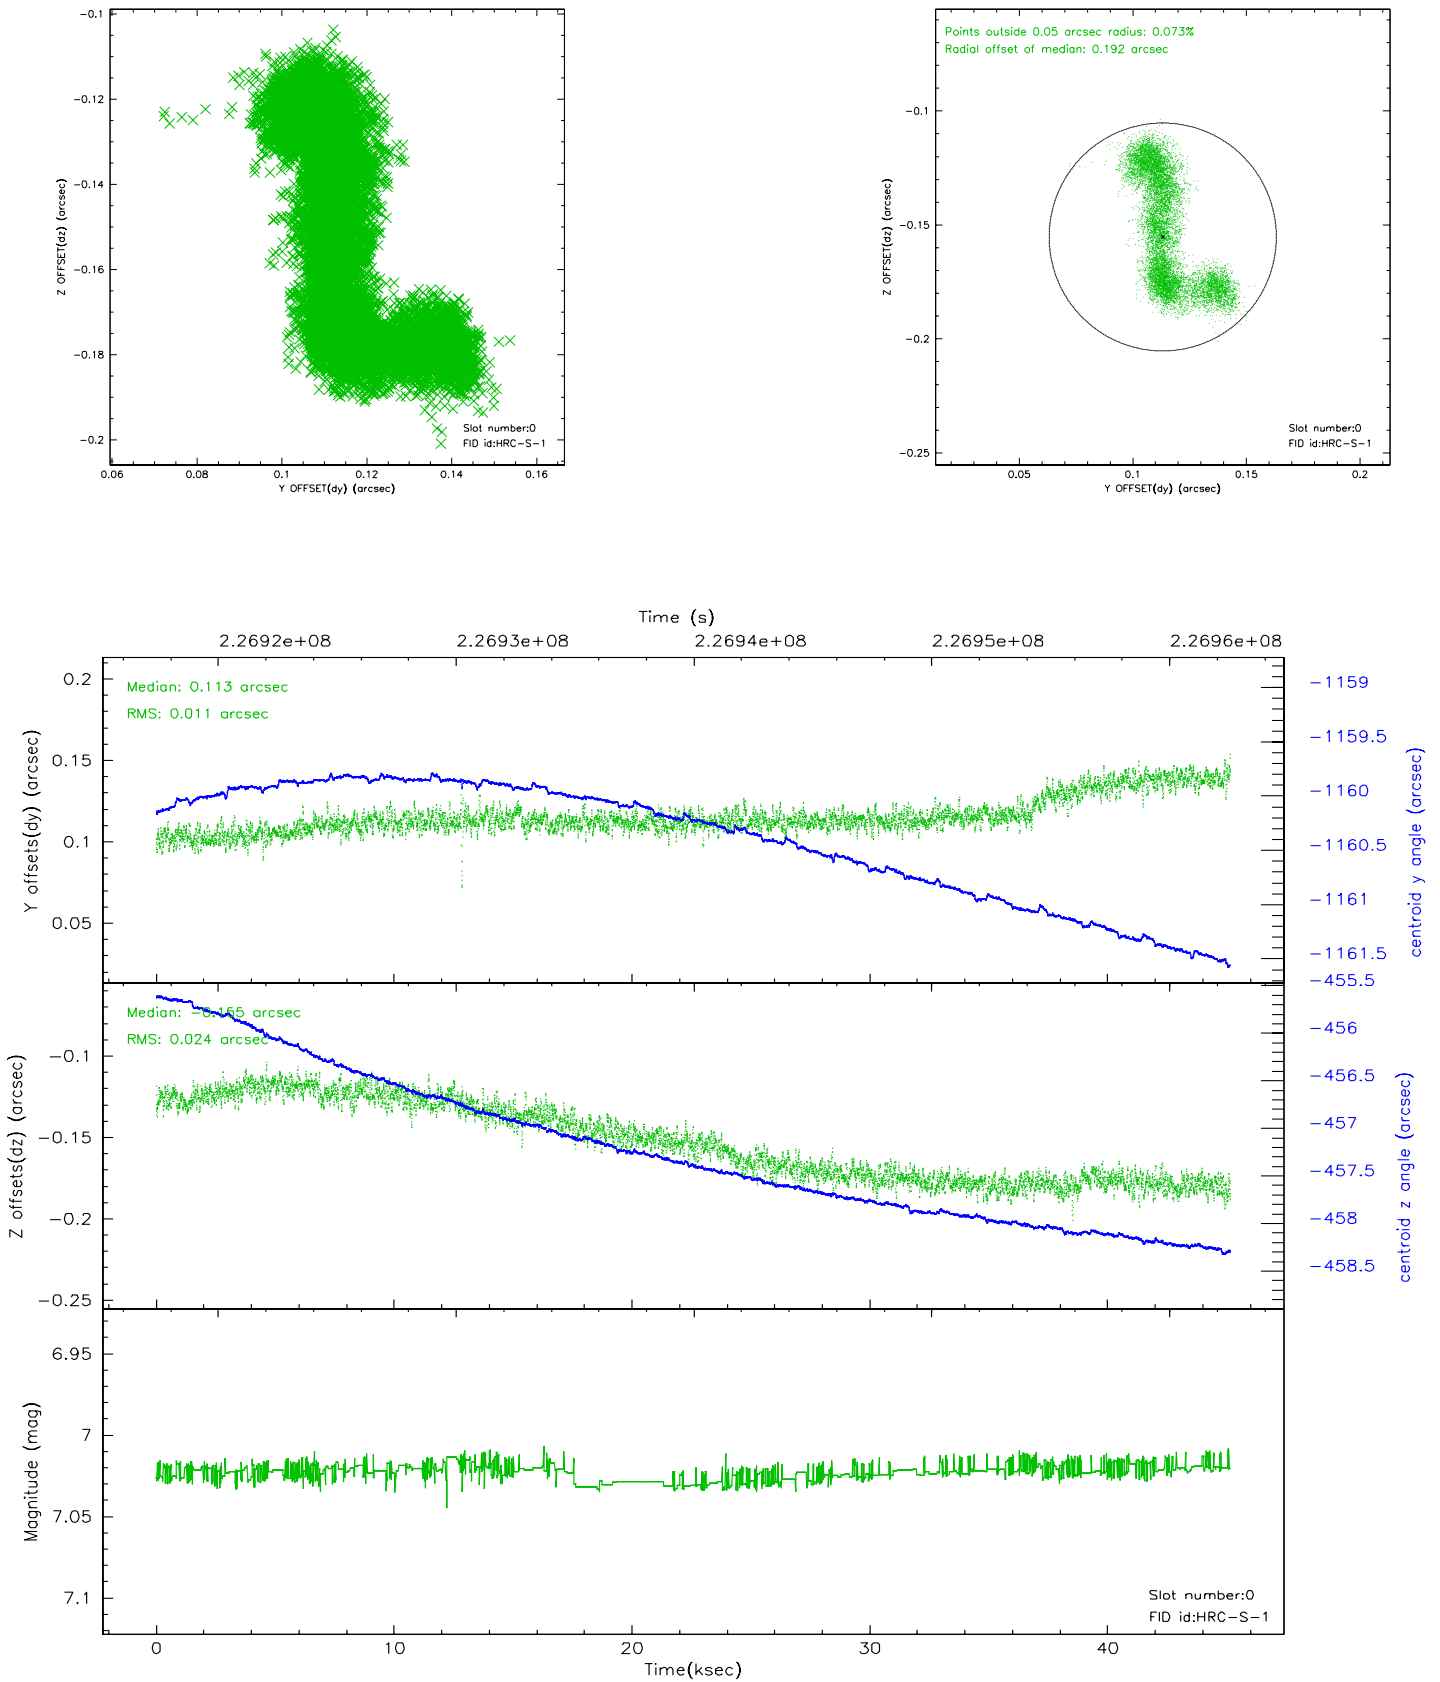 -0.1
-0.12
-0.14
-0.16
-0.18
-0.2
Z OFFSET(dz) (arcsec)
Slot number:0
FID id:HRC-S-1
0.06 0.08 0.1 0.12 0.14 0.16
Y OFFSET(dy) (arcsec)
Points outside 0.05 arcsec radius: 0.073%
Radial offset of median: 0.192 arcsec
-0.1
-0.15
-0.2
-0.25
Z OFFSET(dz) (arcsec)
Slot number:0
FID id:HRC-S-1
0.05 0.1 0.15 0.2
Y OFFSET(dy) (arcsec)
Time (s)
2.2692e+08 2.2693e+08 2.2694e+08 2.2695e+08 2.2696e+08
Median: 0.113 arcsec
RMS: 0.011 arcsec
0.2
0.15
0.1
0.05
Y offsets(dy) (arcsec)
-1159
-1159.5
-1160
-1160.5
-1161
-1161.5
centroid y angle (arcsec)
Median: -0.155 arcsec
RMS: 0.024 arcsec
-0.1
-0.15
-0.2
-0.25
Z offsets(dz) (arcsec)
-455.5
-456
-456.5
-457
-457.5
-458
-458.5
centroid z angle (arcsec)
6.95
7
7.05
7.1
Magnitude (mag)
Slot number:0
FID id:HRC-S-1
0 10 20 30 40
Time(ksec)